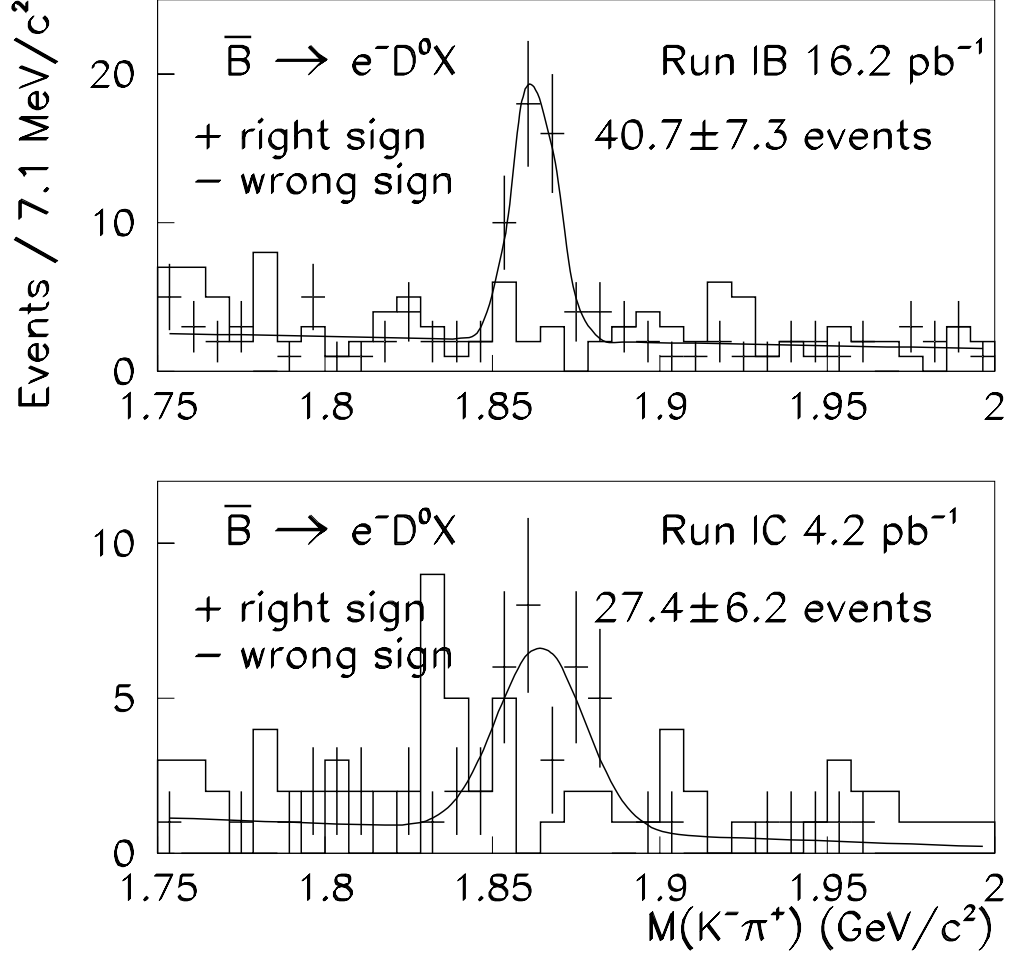 Events / 7.1 MeV/c²
B̅ → e⁻D⁰X
Run IB 16.2 pb⁻¹
+ right sign
40.7±7.3 events
− wrong sign
20
10
0
1.75 1.8 1.85 1.9 1.95 2
B̅ → e⁻D⁰X
Run IC 4.2 pb⁻¹
+ right sign
27.4±6.2 events
− wrong sign
10
5
0
1.75 1.8 1.85 1.9 1.95 2
M(K⁻π⁺) (GeV/c²)